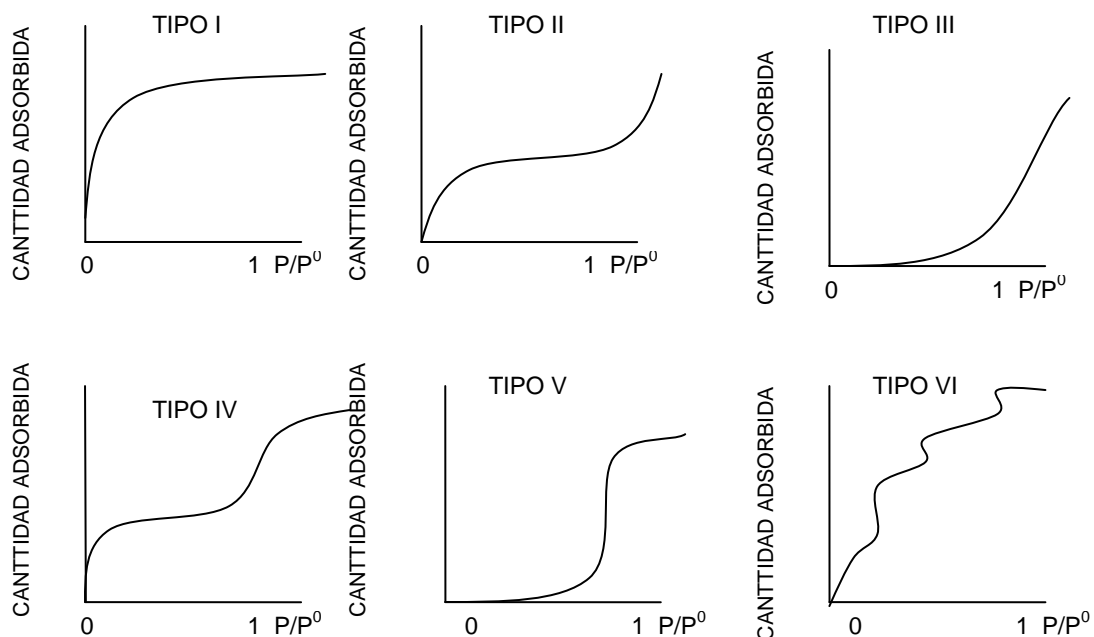 TIPO I
CANTTIDAD ADSORBIDA
0 1 P/P⁰
TIPO II
CANTTIDAD ADSORBIDA
0 1 P/P⁰
TIPO III
CANTTIDAD ADSORBIDA
0 1 P/P⁰
TIPO IV
CANTTIDAD ADSORBIDA
0 1 P/P⁰
TIPO V
CANTTIDAD ADSORBIDA
0 1 P/P⁰
TIPO VI
CANTTIDAD ADSORBIDA
0 1 P/P⁰